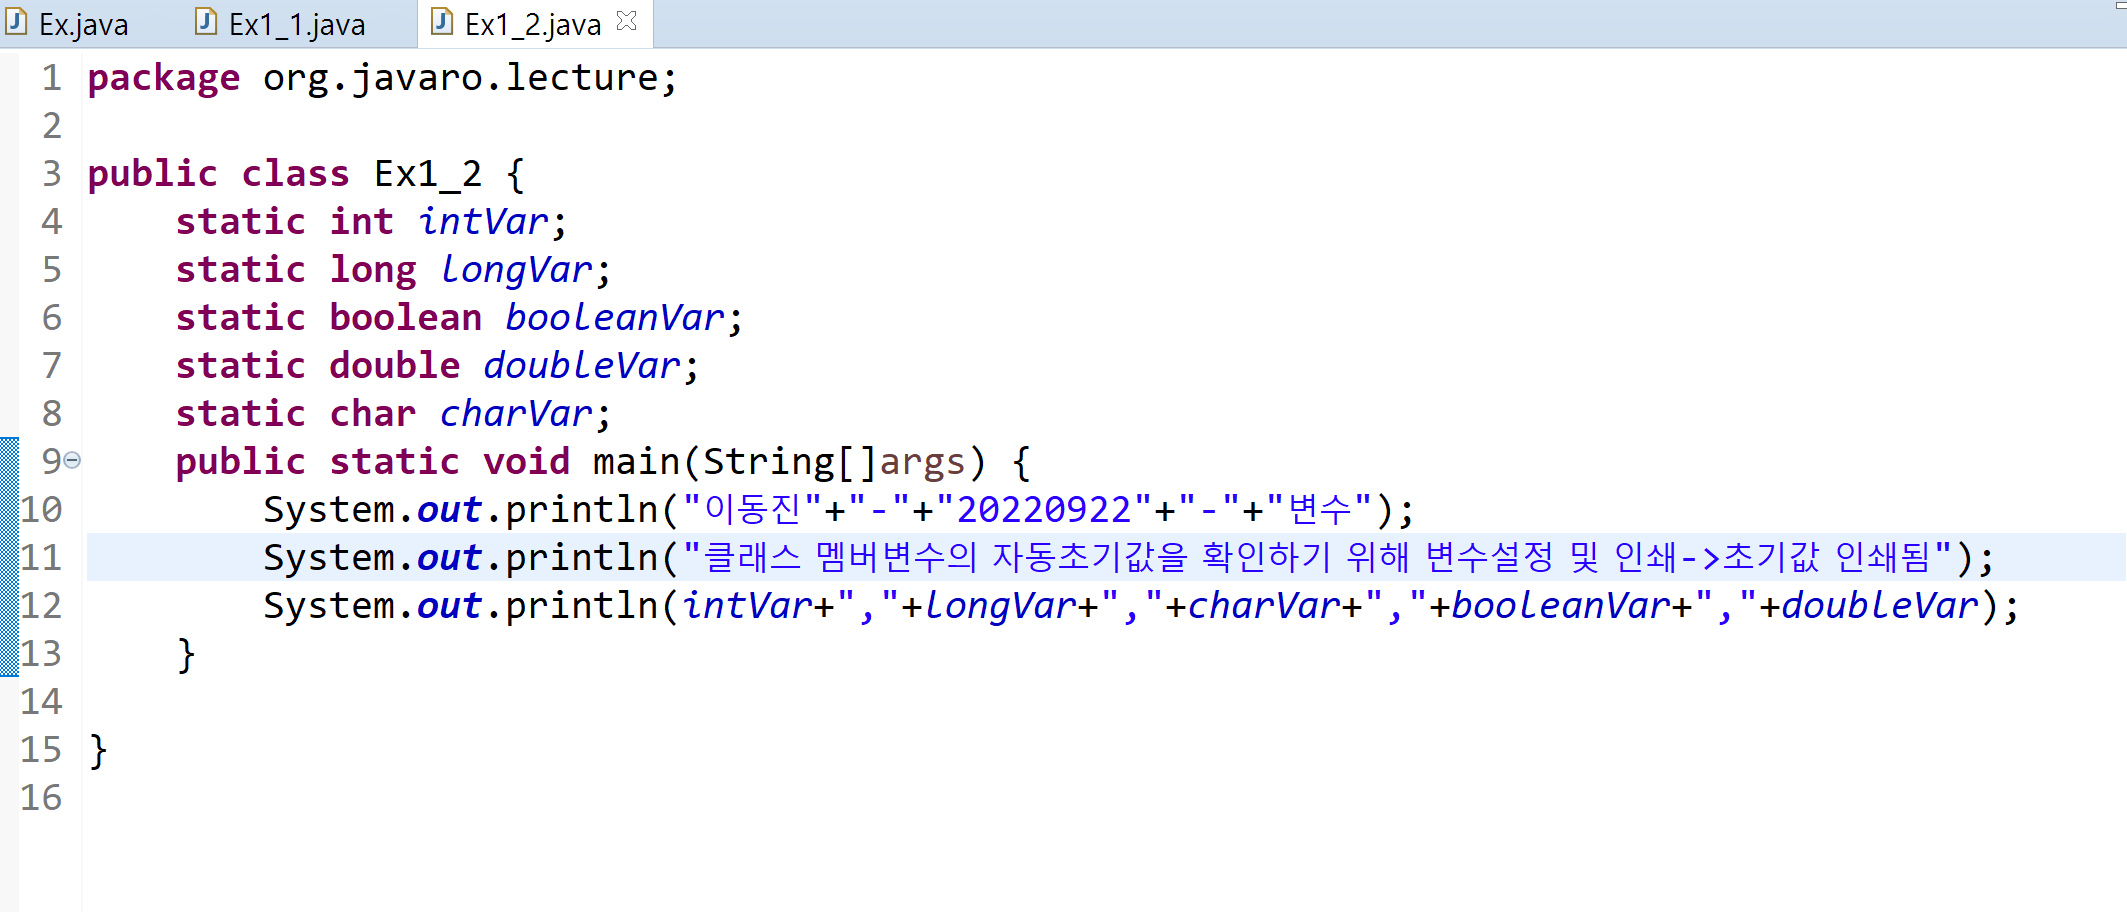 Ex.java Ex1_1.java Ex1_2.java
1 package org.javaro.lecture;
2
3 public class Ex1_2 {
4     static int intVar;
5     static long longVar;
6     static boolean booleanVar;
7     static double doubleVar;
8     static char charVar;
9     public static void main(String[]args) {
10         System.out.println("이동진"+"-"+"20220922"+"-"+"변수");
11         System.out.println("클래스 멤버변수의 자동초기값을 확인하기 위해 변수설정 및 인쇄->초기값 인쇄됨");
12         System.out.println(intVar+","+longVar+","+charVar+","+booleanVar+","+doubleVar);
13     }
14
15 }
16